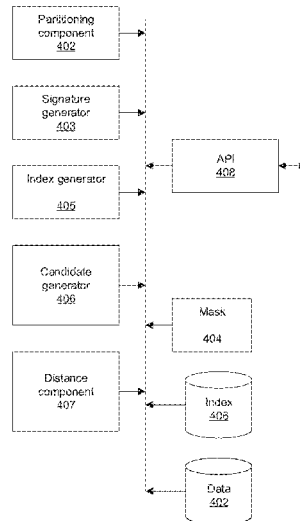 Partitioning
component
402
Signature
generator
403
API
408
Index generator
405
Candidate
generator
406
Mask
404
Distance
component
407
Index
406
Data
402